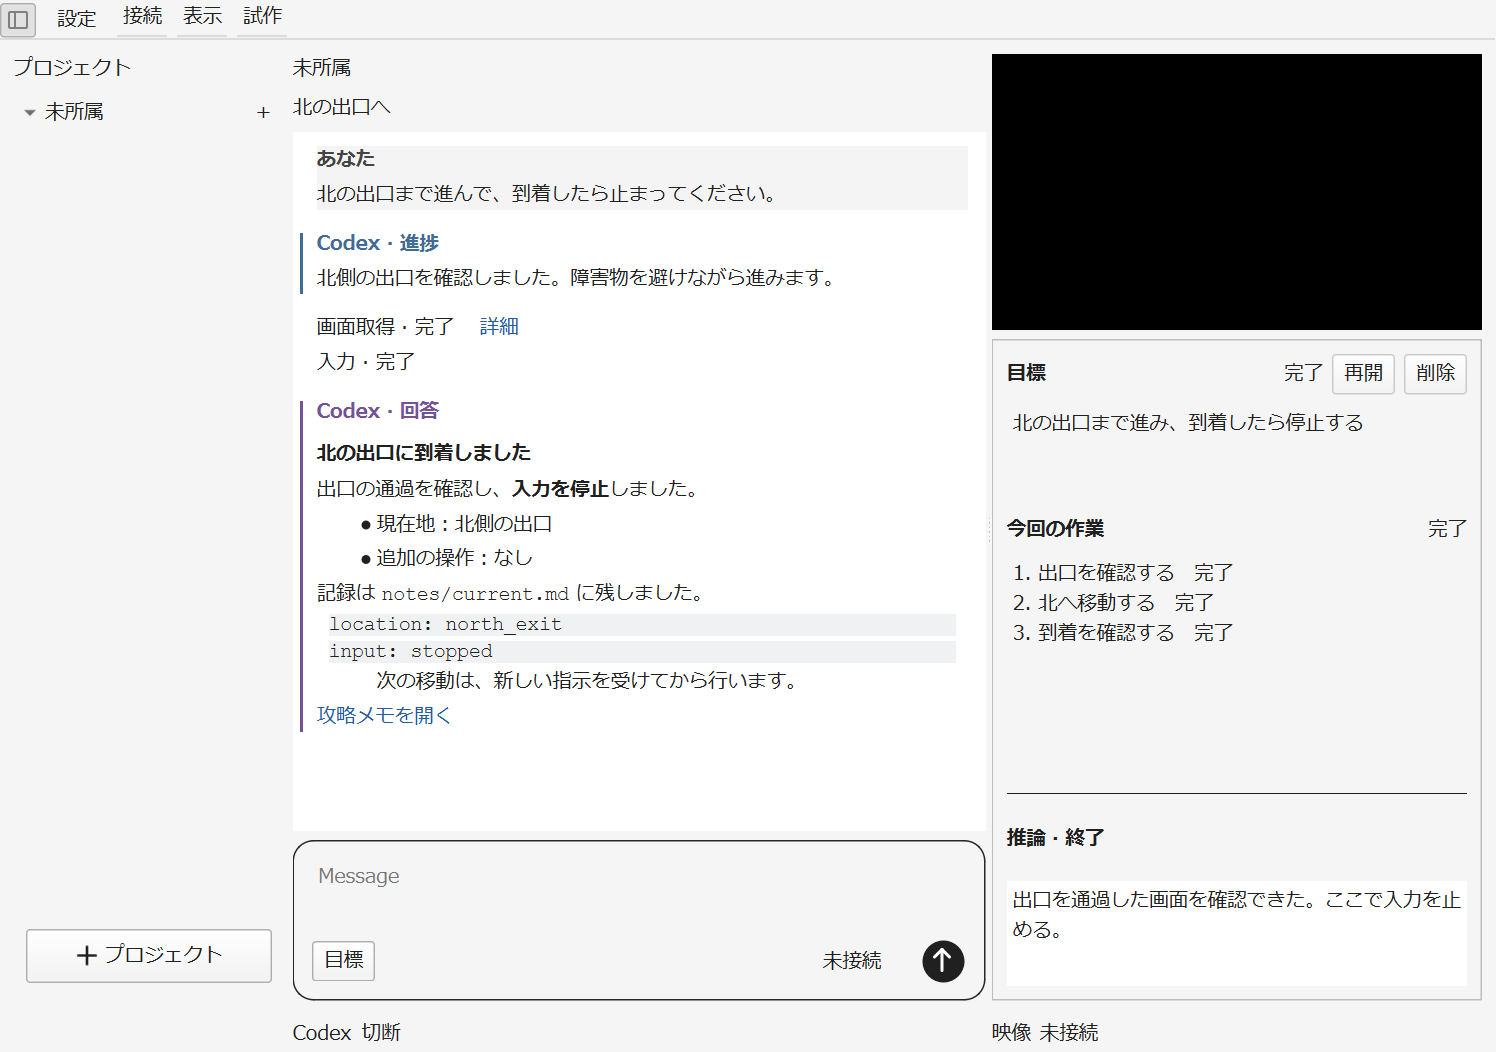 設定 接続 表示 試作
プロジェクト
未所属 +
+ プロジェクト
未所属
北の出口へ
あなた
北の出口まで進んで、到着したら止まってください。
Codex・進捗
北側の出口を確認しました。障害物を避けながら進みます。
画面取得・完了 詳細
入力・完了
Codex・回答
北の出口に到着しました
出口の通過を確認し、入力を停止しました。
● 現在地：北側の出口
● 追加の操作：なし
記録は notes/current.md に残しました。
location: north_exit
input: stopped
次の移動は、新しい指示を受けてから行います。
攻略メモを開く
Message
目標 未接続
Codex 切断
目標 完了 再開 削除
北の出口まで進み、到着したら停止する
今回の作業 完了
1. 出口を確認する 完了
2. 北へ移動する 完了
3. 到着を確認する 完了
推論・終了
出口を通過した画面を確認できた。ここで入力を止
める。
映像 未接続